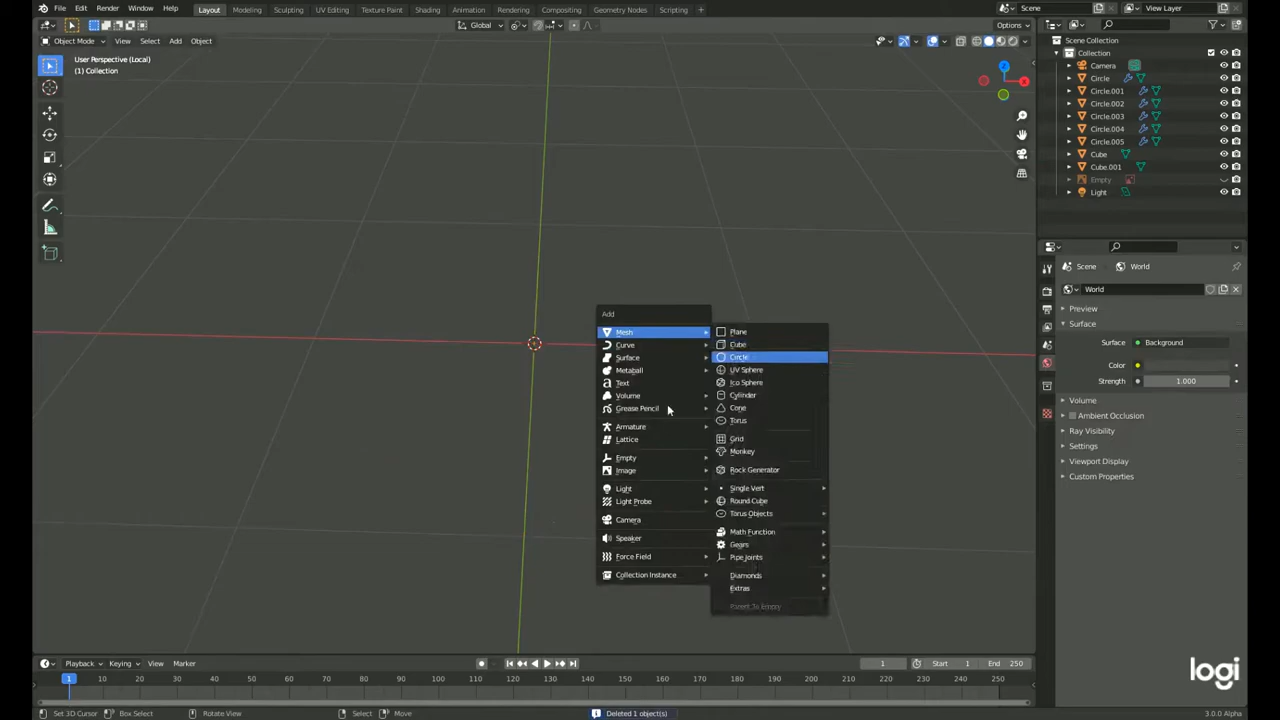 File Edit Render Window Help Layout Modeling Sculpting UV Editing Texture Paint Shading Animation Rendering Compositing Geometry Nodes Scripting + Scene View Layer
Global Options
Object Mode View Select Add Object
User Perspective (Local)
(1) Collection
Z
X
Scene Collection
Collection
Camera
Circle
Circle.001
Circle.002
Circle.003
Circle.004
Circle.005
Cube
Cube.001
Empty
Light
Add
Mesh
Curve
Surface
Metaball
Text
Volume
Grease Pencil
Armature
Lattice
Empty
Image
Light
Light Probe
Camera
Speaker
Force Field
Collection Instance
Plane
Cube
Circle
UV Sphere
Ico Sphere
Cylinder
Cone
Torus
Grid
Monkey
Rock Generator
Single Vert
Round Cube
Torus Objects
Math Function
Gears
Pipe Joints
Diamonds
Extras
Parent To Empty
Scene World
World
Preview
Surface
Surface Background
Color
Strength 1.000
Volume
Ambient Occlusion
Ray Visibility
Settings
Viewport Display
Custom Properties
logi
Playback Keying View Marker 1 Start 1 End 250
1 10 20 30 40 50 60 70 80 90 100 110 120 130 140 150 160 170 180 190 200 210 220 230 240 250
Set 3D Cursor Box Select Rotate View Select Move Deleted 1 object(s) 3.0.0 Alpha